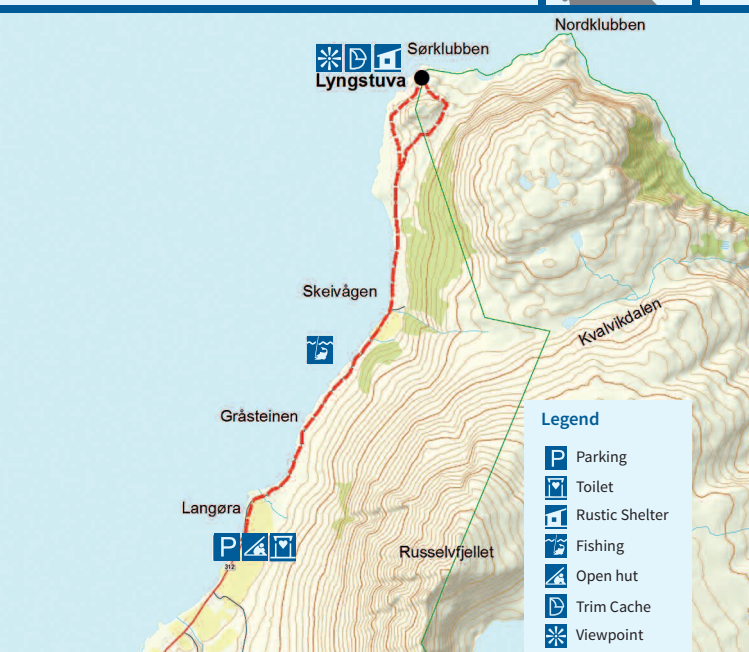 Nordklubben
Sørklubben
Lyngstuva
Skeivågen
Kvalvikdalen
Gråsteinen
Langøra
P
312
Russelvfjellet
Legend
P Parking
Toilet
Rustic Shelter
Fishing
Open hut
Trim Cache
Viewpoint